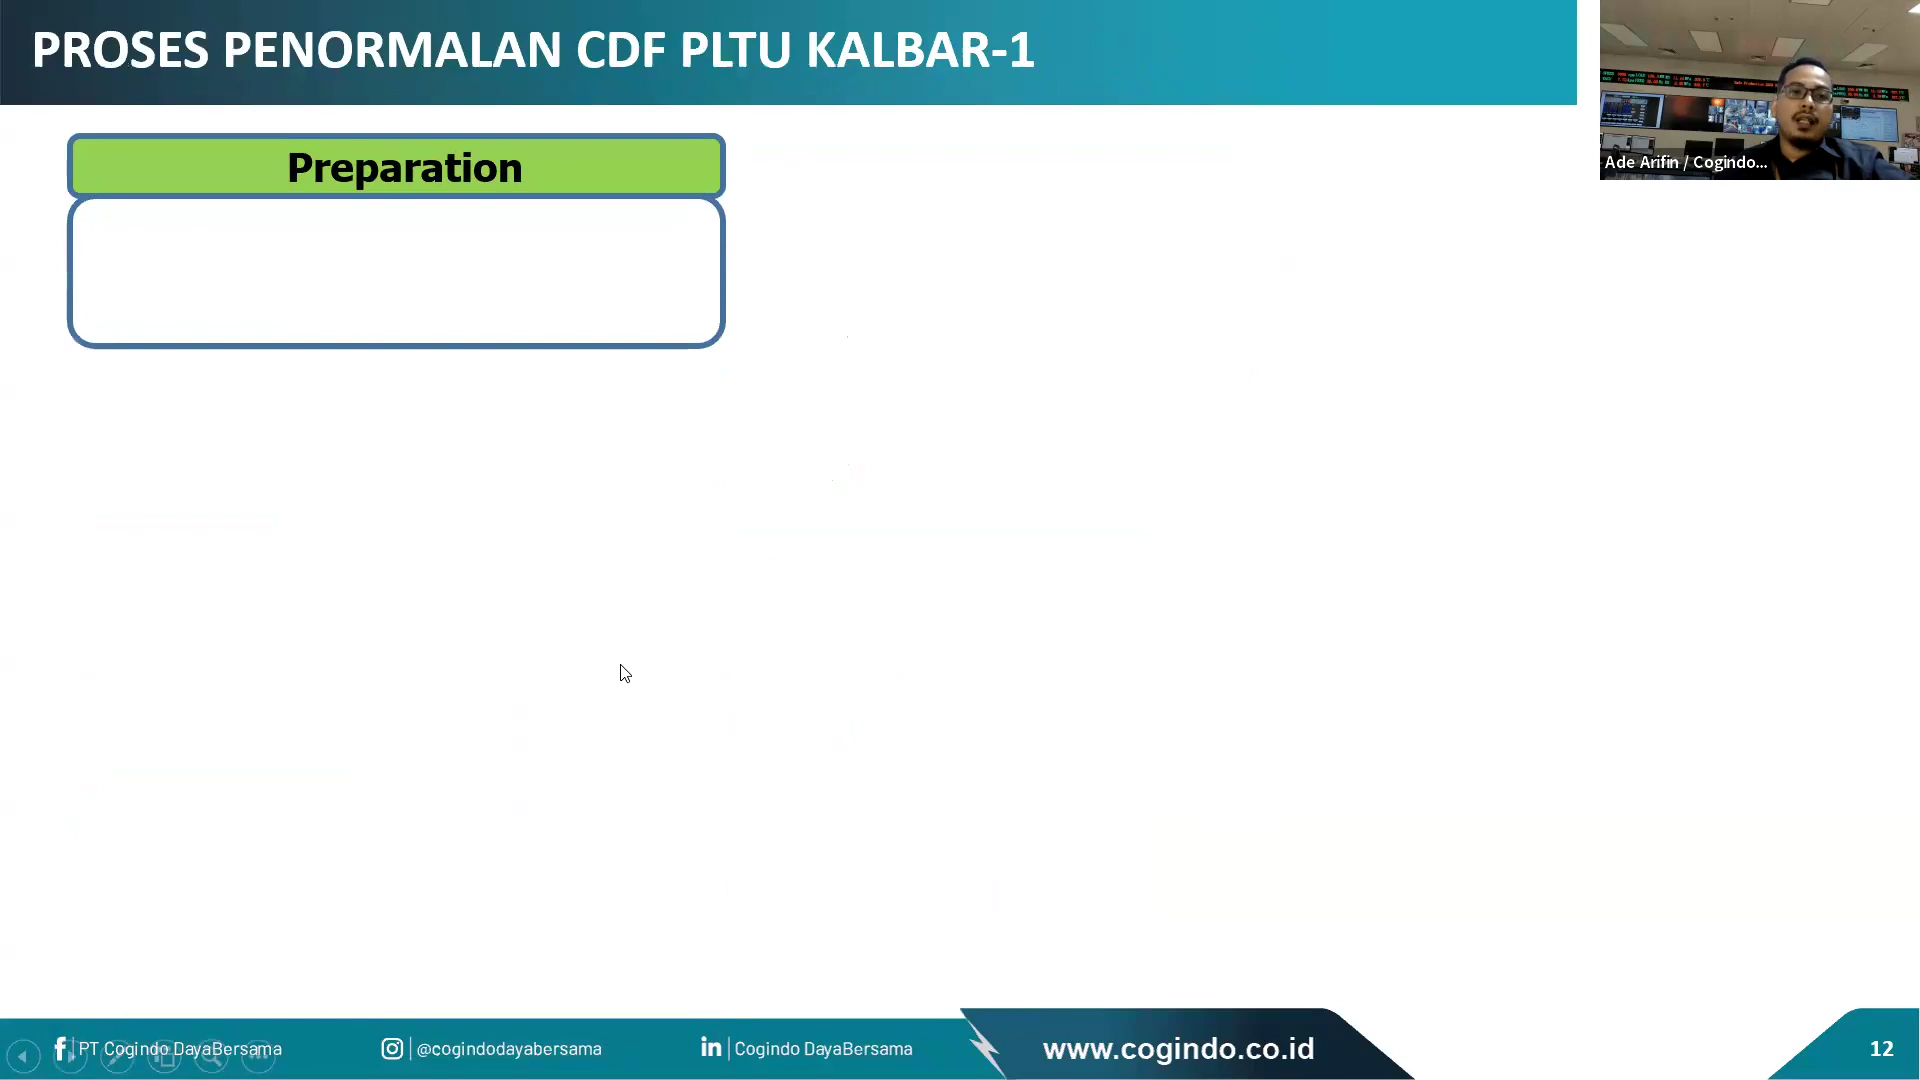 PROSES PENORMALAN CDF PLTU KALBAR-1
Ade Arifin / Cogindo...
Preparation
PT Cogindo DayaBersama
@cogindodayabersama
in
Cogindo DayaBersama
www.cogindo.co.id
12